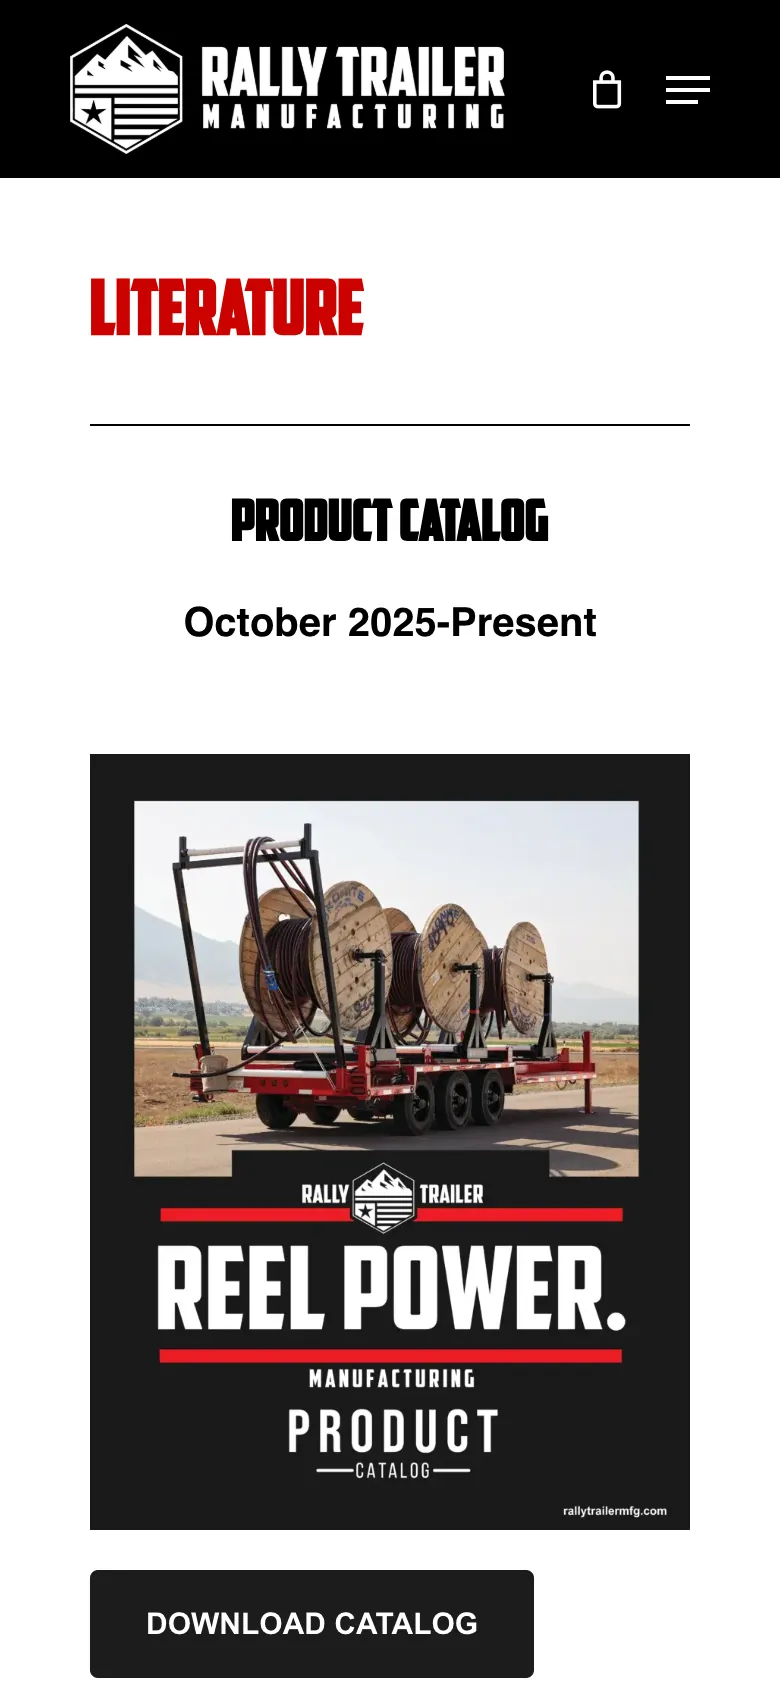 RALLY TRAILER
MANUFACTURING
LITERATURE
PRODUCT CATALOG
October 2025-Present
RALLY TRAILER
REEL POWER.
MANUFACTURING
PRODUCT
CATALOG
rallytrailermfg.com
DOWNLOAD CATALOG